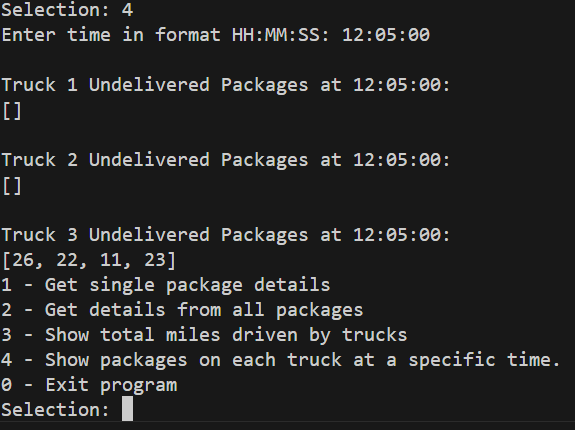 Selection: 4
Enter time in format HH:MM:SS: 12:05:00
Truck 1 Undelivered Packages at 12:05:00:
[]
Truck 2 Undelivered Packages at 12:05:00:
[]
Truck 3 Undelivered Packages at 12:05:00:
[26, 22, 11, 23]
1 - Get single package details
2 - Get details from all packages
3 - Show total miles driven by trucks
4 - Show packages on each truck at a specific time.
0 - Exit program
Selection: